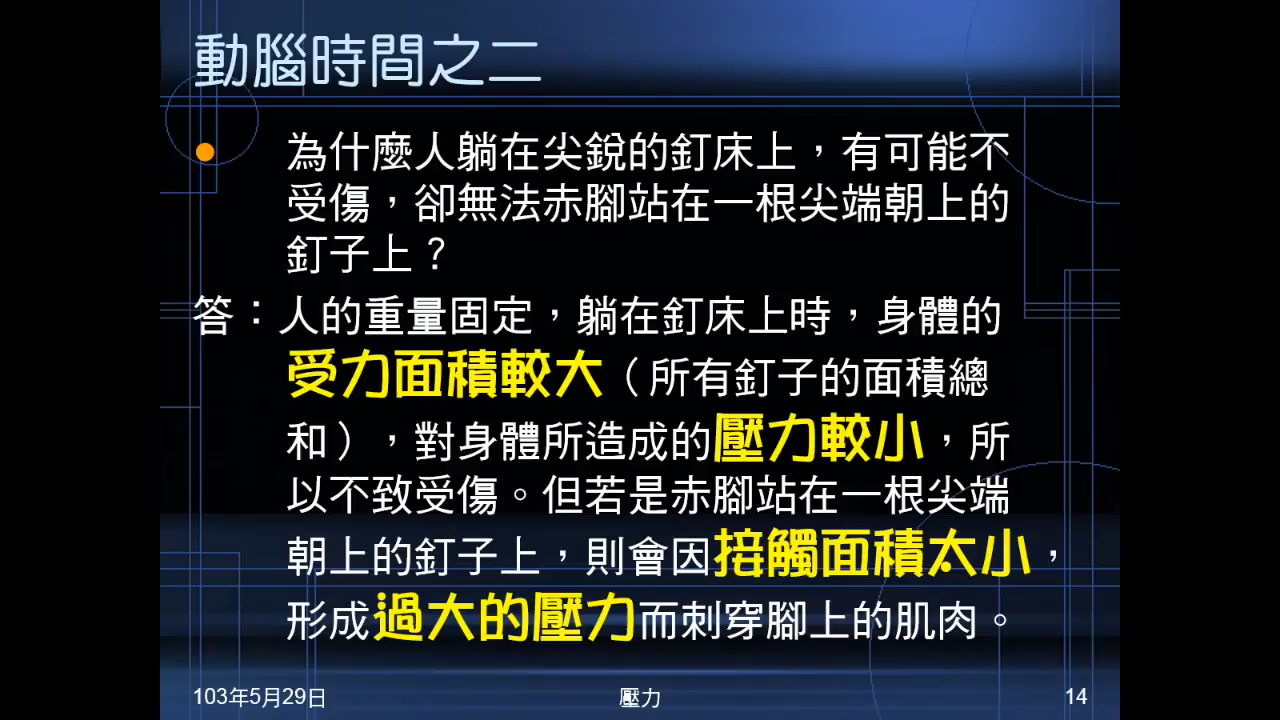 動腦時間之二
為什麼人躺在尖銳的釘床上，有可能不
受傷，卻無法赤腳站在一根尖端朝上的
釘子上？
答：人的重量固定，躺在釘床上時，身體的
受力面積較大（所有釘子的面積總
和），對身體所造成的壓力較小，所
以不致受傷。但若是赤腳站在一根尖端
朝上的釘子上，則會因接觸面積太小，
形成過大的壓力而刺穿腳上的肌肉。
103年5月29日
壓力
14